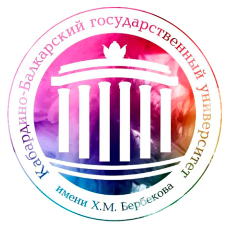 Кабардино-Балкарский государственный университет
имени Х.М. Бербекова